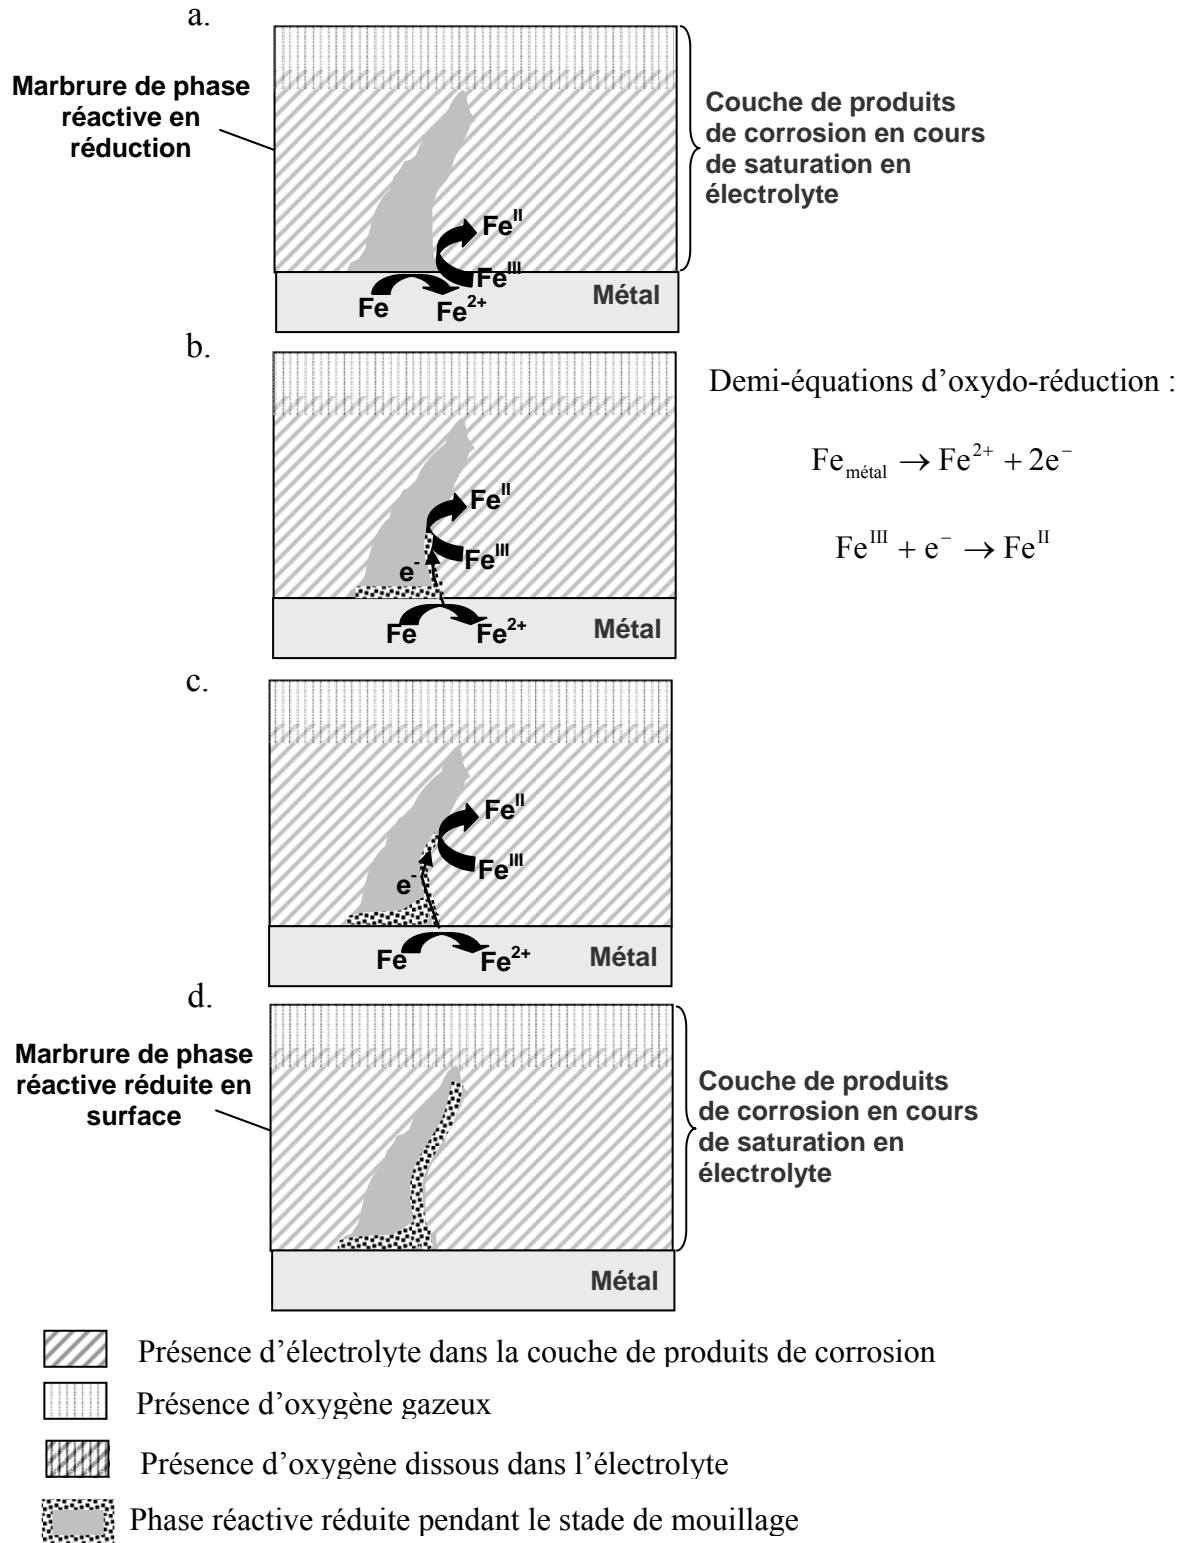 a.
Marbrure de phase
réactive en
réduction
Couche de produits
de corrosion en cours
de saturation en
électrolyte
Fe^II
Fe^III
Fe
Fe^2+
Métal
b.
Demi-équations d'oxydo-réduction :
Fe_métal → Fe^2+ + 2e^−
Fe^III + e^− → Fe^II
Fe^II
Fe^III
e^-
Fe
Fe^2+
Métal
c.
Fe^II
Fe^III
e^-
Fe
Fe^2+
Métal
d.
Marbrure de phase
réactive réduite en
surface
Couche de produits
de corrosion en cours
de saturation en
électrolyte
Métal
Présence d'électrolyte dans la couche de produits de corrosion
Présence d'oxygène gazeux
Présence d'oxygène dissous dans l'électrolyte
Phase réactive réduite pendant le stade de mouillage